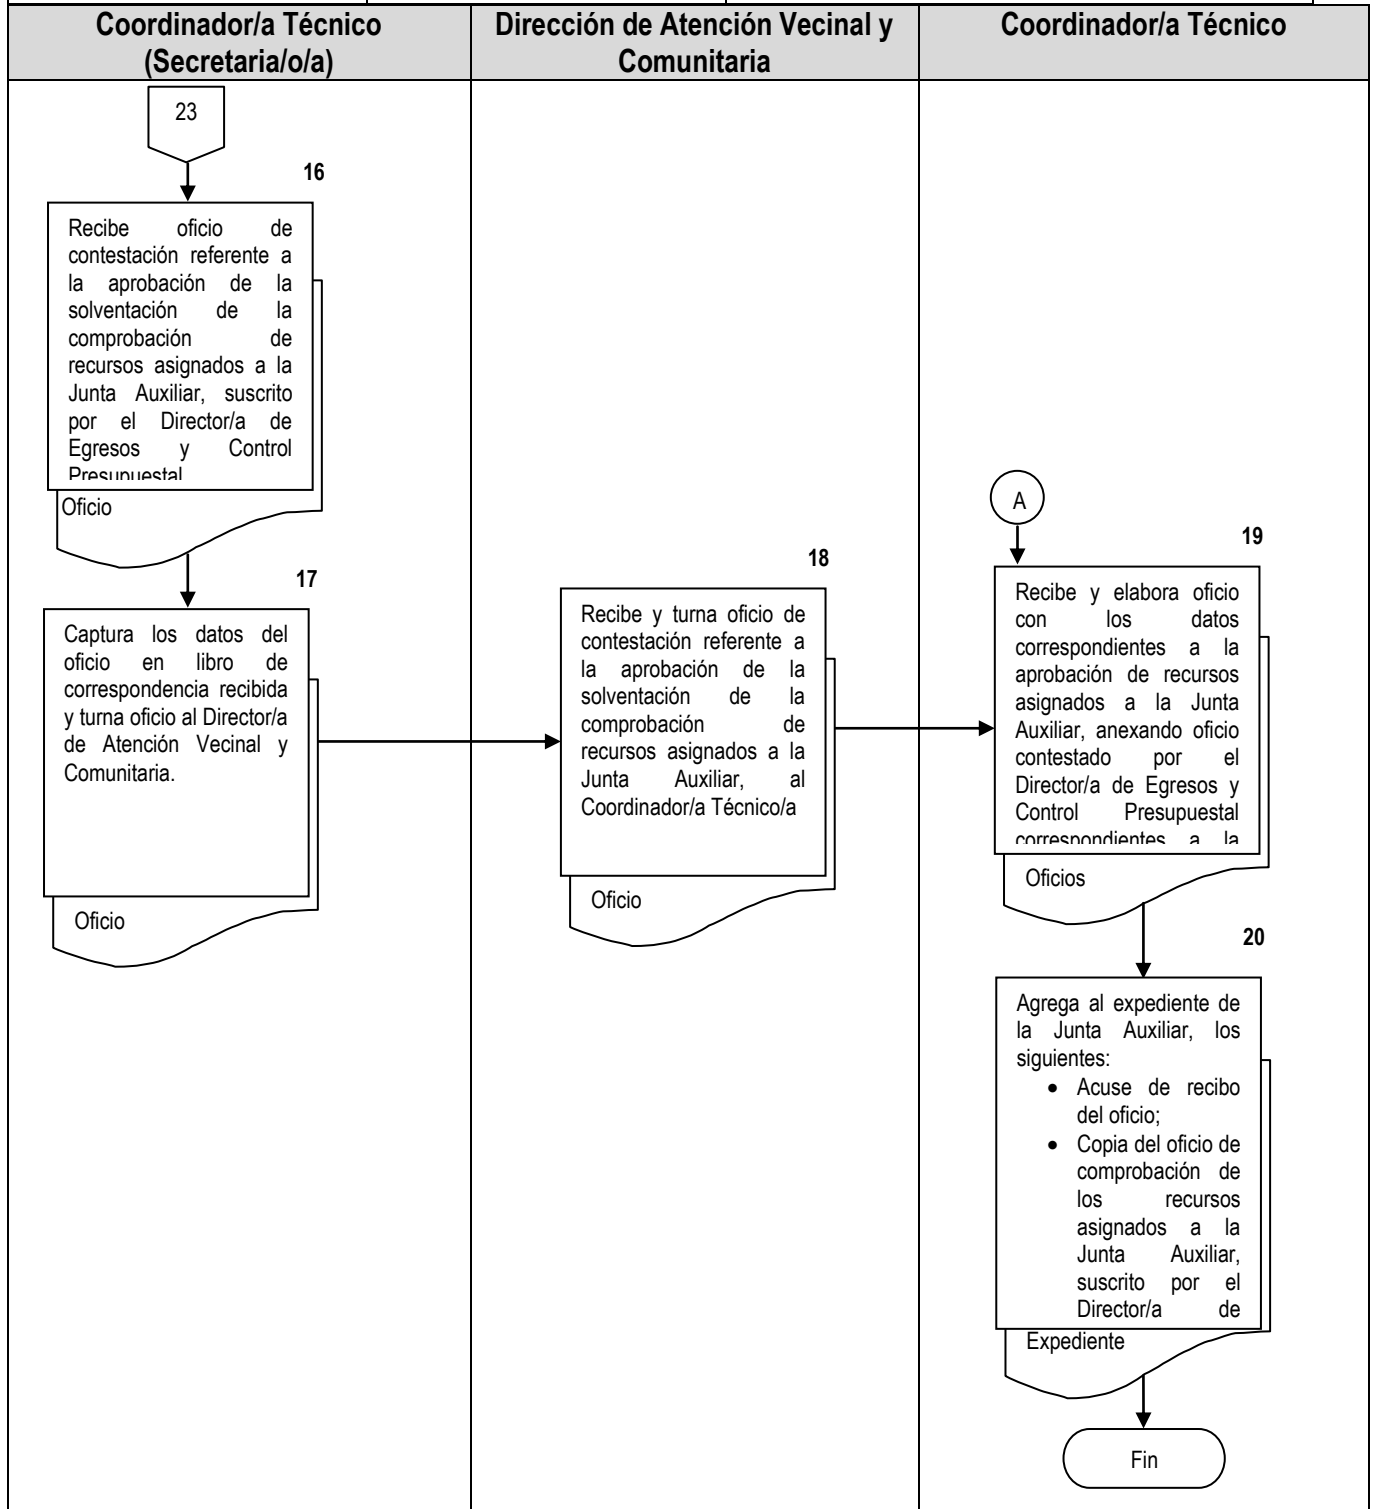 Coordinador/a Técnico
(Secretaria/o/a)
Dirección de Atención Vecinal y
Comunitaria
Coordinador/a Técnico
23
16
Recibe oficio de
contestación referente a
la aprobación de la
solventación de la
comprobación de
recursos asignados a la
Junta Auxiliar, suscrito
por el Director/a de
Egresos y Control
Presupuestal
Oficio
17
Captura los datos del
oficio en libro de
correspondencia recibida
y turna oficio al Director/a
de Atención Vecinal y
Comunitaria.
Oficio
18
Recibe y turna oficio de
contestación referente a
la aprobación de la
solventación de la
comprobación de
recursos asignados a la
Junta Auxiliar, al
Coordinador/a Técnico/a
Oficio
A
19
Recibe y elabora oficio
con los datos
correspondientes a la
aprobación de recursos
asignados a la Junta
Auxiliar, anexando oficio
contestado por el
Director/a de Egresos y
Control Presupuestal
correspondientes a la
Oficios
20
Agrega al expediente de
la Junta Auxiliar, los
siguientes:
• Acuse de recibo
del oficio;
• Copia del oficio de
comprobación de
los recursos
asignados a la
Junta Auxiliar,
suscrito por el
Director/a de
Expediente
Fin